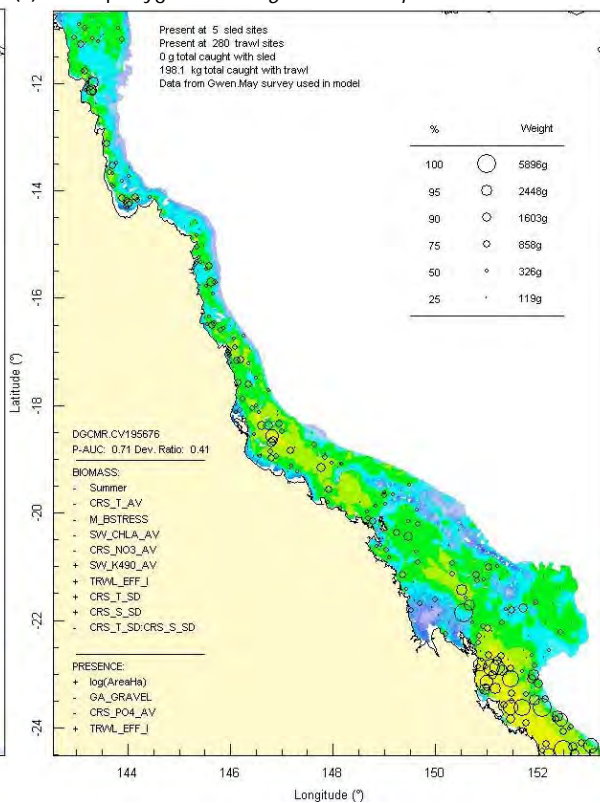 Present at 5 sled sites
Present at 280 trawl sites
0 g total caught with sled
198.1 kg total caught with trawl
Data from Gwen.May survey used in model
% Weight
100 5896g
95 2448g
90 1603g
75 858g
50 326g
25 119g
-12
-14
-16
-18
-20
-22
-24
Latitude (°)
DGCMR.CV195676
P-AUC: 0.71 Dev. Ratio: 0.41
BIOMASS:
- Summer
- CRS_T_AV
- M_BSTRESS
- SW_CHLA_AV
- CRS_NO3_AV
+ SW_K490_AV
+ TRWL_EFF_I
+ CRS_T_SD
+ CRS_S_SD
- CRS_T_SD:CRS_S_SD
PRESENCE:
+ log(AreaHa)
- GA_GRAVEL
- CRS_PO4_AV
+ TRWL_EFF_I
144 146 148 150 152
Longitude (°)